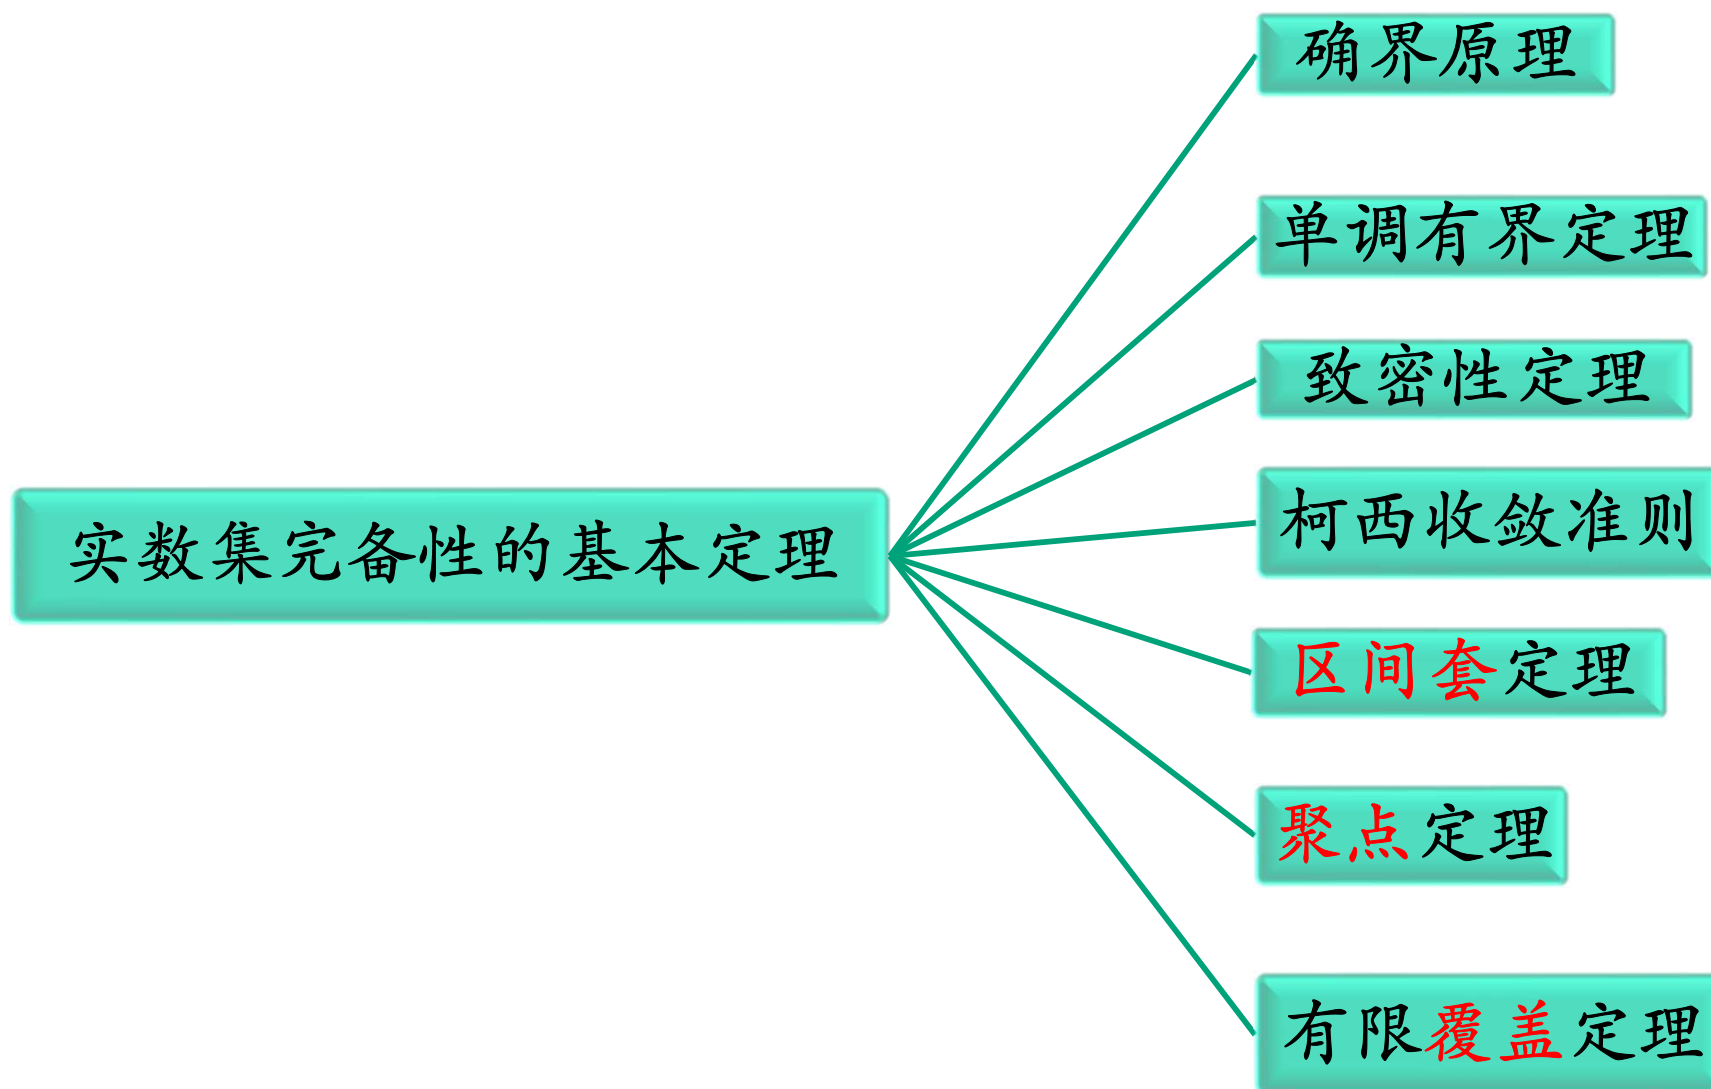 确界原理
单调有界定理
致密性定理
柯西收敛准则
实数集完备性的基本定理
区间套定理
聚点定理
有限覆盖定理